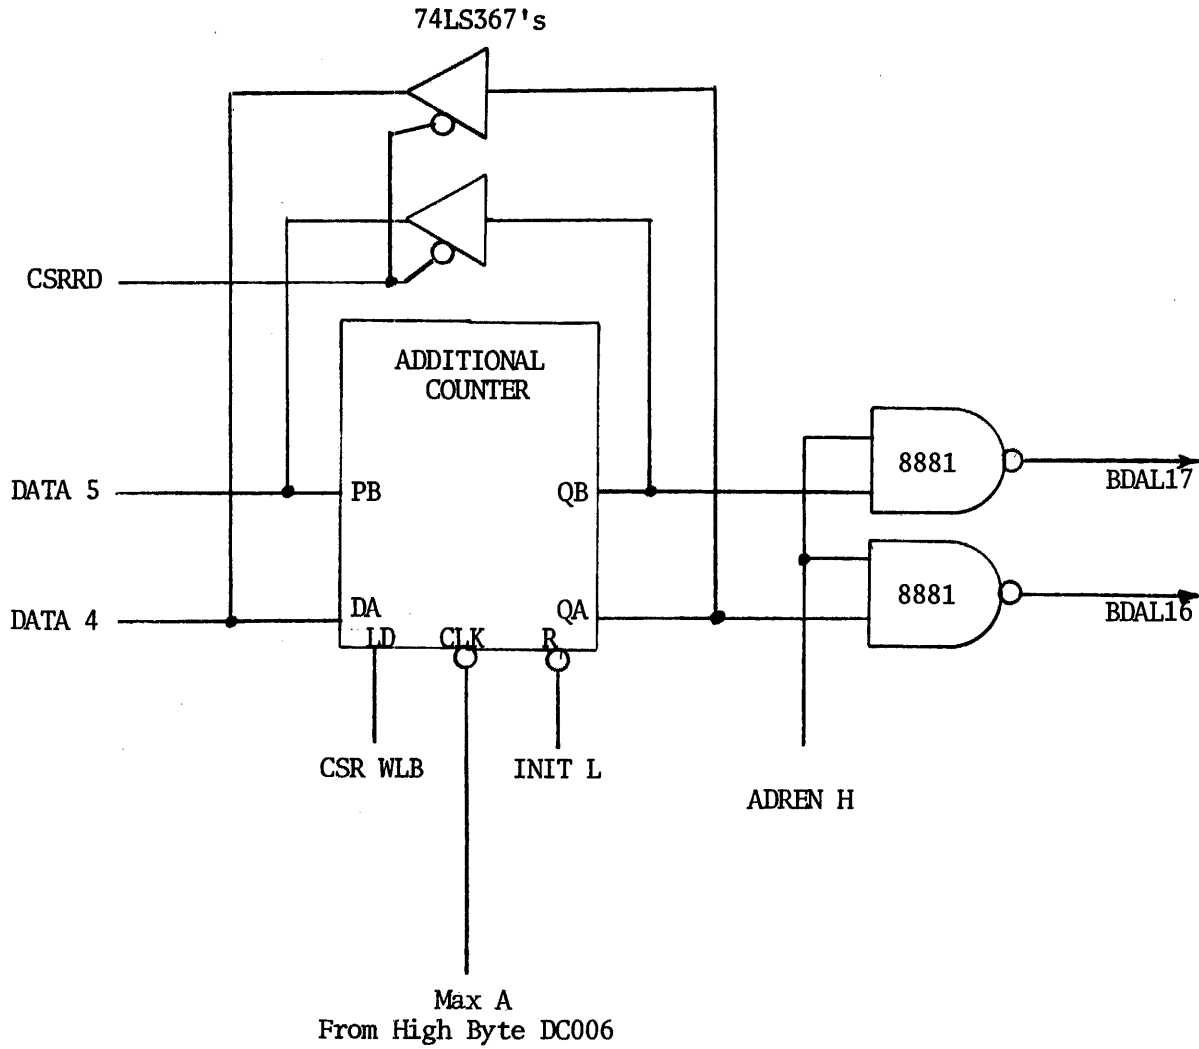 74LS367's
CSRRD
ADDITIONAL
COUNTER
8881
DATA 5
PB
QB
BDAL17
8881
DATA 4
DA
QA
BDAL16
LD
CLK
R
CSR WLB
INIT L
ADREN H
Max A
From High Byte DC006